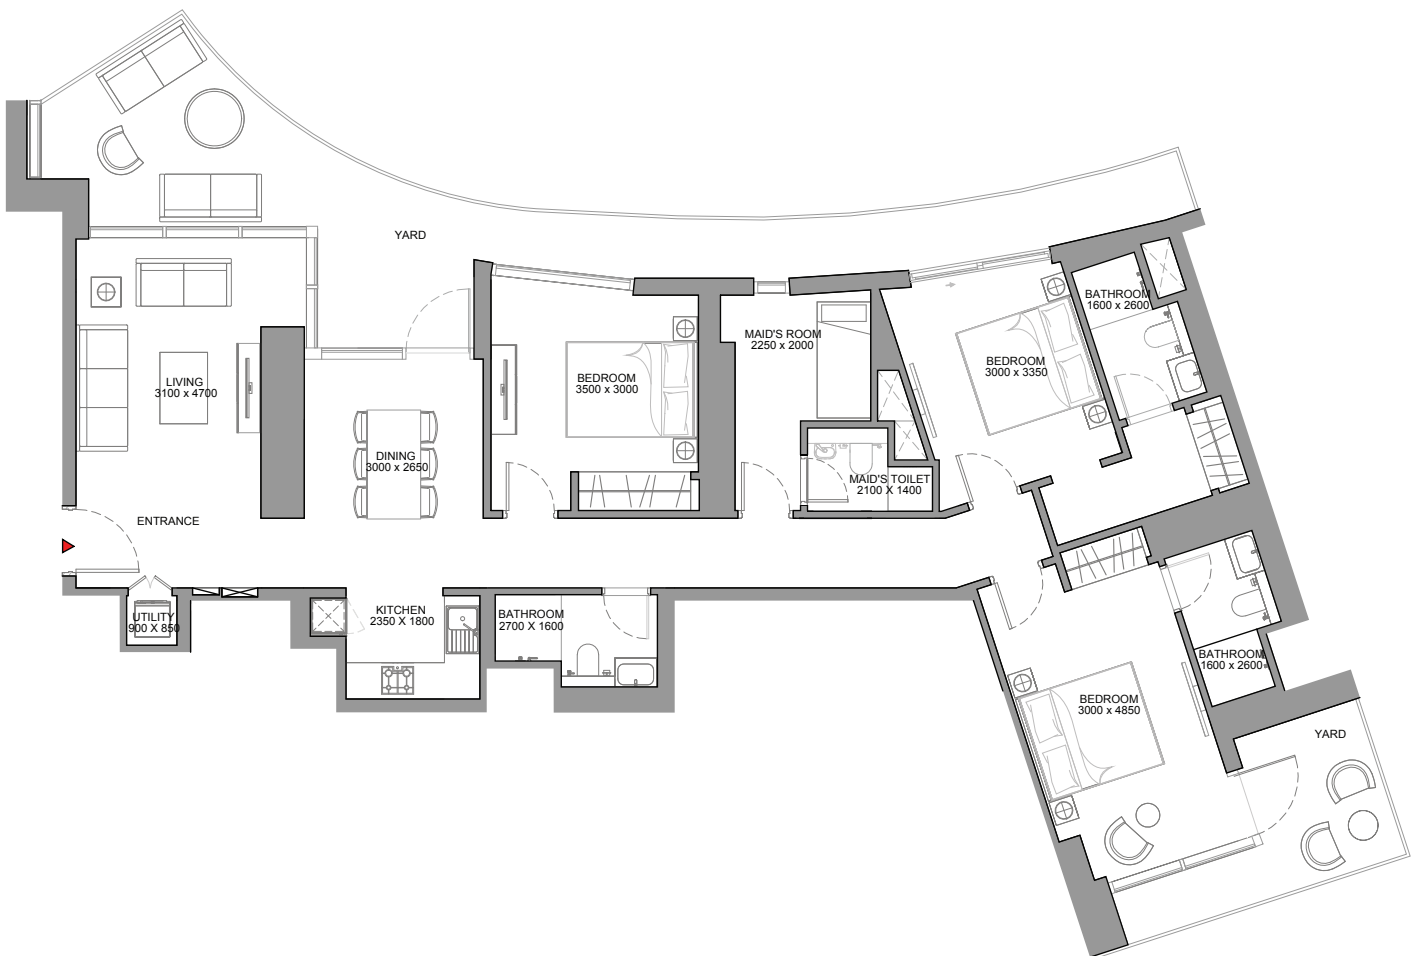 YARD
BATHROOM
1600 x 2600
MAID'S ROOM
2250 x 2000
BEDROOM
3000 x 3350
LIVING
3100 x 4700
BEDROOM
3500 x 3000
DINING
3000 x 2650
MAID'S TOILET
2100 X 1400
ENTRANCE
UTILITY
900 X 850
KITCHEN
2350 X 1800
BATHROOM
2700 X 1600
BATHROOM
1600 x 2600
BEDROOM
3000 x 4850
YARD